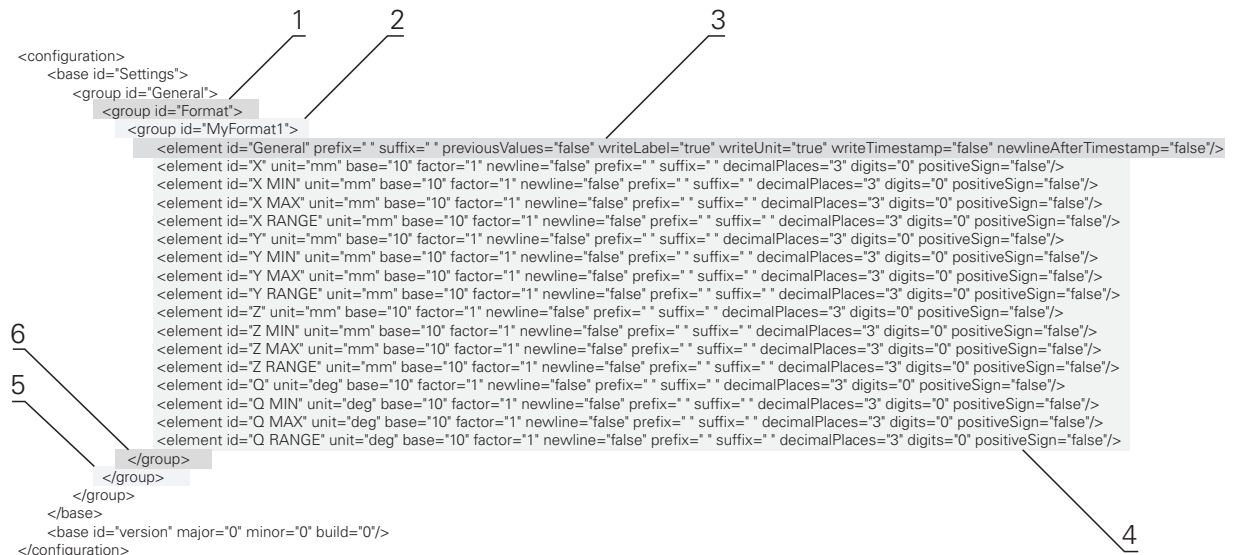 1 2 3
<configuration>
<base id="Settings">
<group id="General">
<group id="Format">
<group id="MyFormat1">
<element id="General" prefix=" " suffix=" " previousValues="false" writeLabel="true" writeUnit="true" writeTimestamp="false" newlineAfterTimestamp="false"/>
<element id="X" unit="mm" base="10" factor="1" newline="false" prefix=" " suffix=" " decimalPlaces="3" digits="0" positiveSign="false"/>
<element id="X MIN" unit="mm" base="10" factor="1" newline="false" prefix=" " suffix=" " decimalPlaces="3" digits="0" positiveSign="false"/>
<element id="X MAX" unit="mm" base="10" factor="1" newline="false" prefix=" " suffix=" " decimalPlaces="3" digits="0" positiveSign="false"/>
<element id="X RANGE" unit="mm" base="10" factor="1" newline="false" prefix=" " suffix=" " decimalPlaces="3" digits="0" positiveSign="false"/>
<element id="Y" unit="mm" base="10" factor="1" newline="false" prefix=" " suffix=" " decimalPlaces="3" digits="0" positiveSign="false"/>
<element id="Y MIN" unit="mm" base="10" factor="1" newline="false" prefix=" " suffix=" " decimalPlaces="3" digits="0" positiveSign="false"/>
<element id="Y MAX" unit="mm" base="10" factor="1" newline="false" prefix=" " suffix=" " decimalPlaces="3" digits="0" positiveSign="false"/>
<element id="Y RANGE" unit="mm" base="10" factor="1" newline="false" prefix=" " suffix=" " decimalPlaces="3" digits="0" positiveSign="false"/>
<element id="Z" unit="mm" base="10" factor="1" newline="false" prefix=" " suffix=" " decimalPlaces="3" digits="0" positiveSign="false"/>
<element id="Z MIN" unit="mm" base="10" factor="1" newline="false" prefix=" " suffix=" " decimalPlaces="3" digits="0" positiveSign="false"/>
<element id="Z MAX" unit="mm" base="10" factor="1" newline="false" prefix=" " suffix=" " decimalPlaces="3" digits="0" positiveSign="false"/>
<element id="Z RANGE" unit="mm" base="10" factor="1" newline="false" prefix=" " suffix=" " decimalPlaces="3" digits="0" positiveSign="false"/>
<element id="Q" unit="deg" base="10" factor="1" newline="false" prefix=" " suffix=" " decimalPlaces="3" digits="0" positiveSign="false"/>
<element id="Q MIN" unit="deg" base="10" factor="1" newline="false" prefix=" " suffix=" " decimalPlaces="3" digits="0" positiveSign="false"/>
<element id="Q MAX" unit="deg" base="10" factor="1" newline="false" prefix=" " suffix=" " decimalPlaces="3" digits="0" positiveSign="false"/>
<element id="Q RANGE" unit="deg" base="10" factor="1" newline="false" prefix=" " suffix=" " decimalPlaces="3" digits="0" positiveSign="false"/>
6
5
</group>
</group>
</group>
</base>
<base id="version" major="0" minor="0" build="0"/>
</configuration>
4